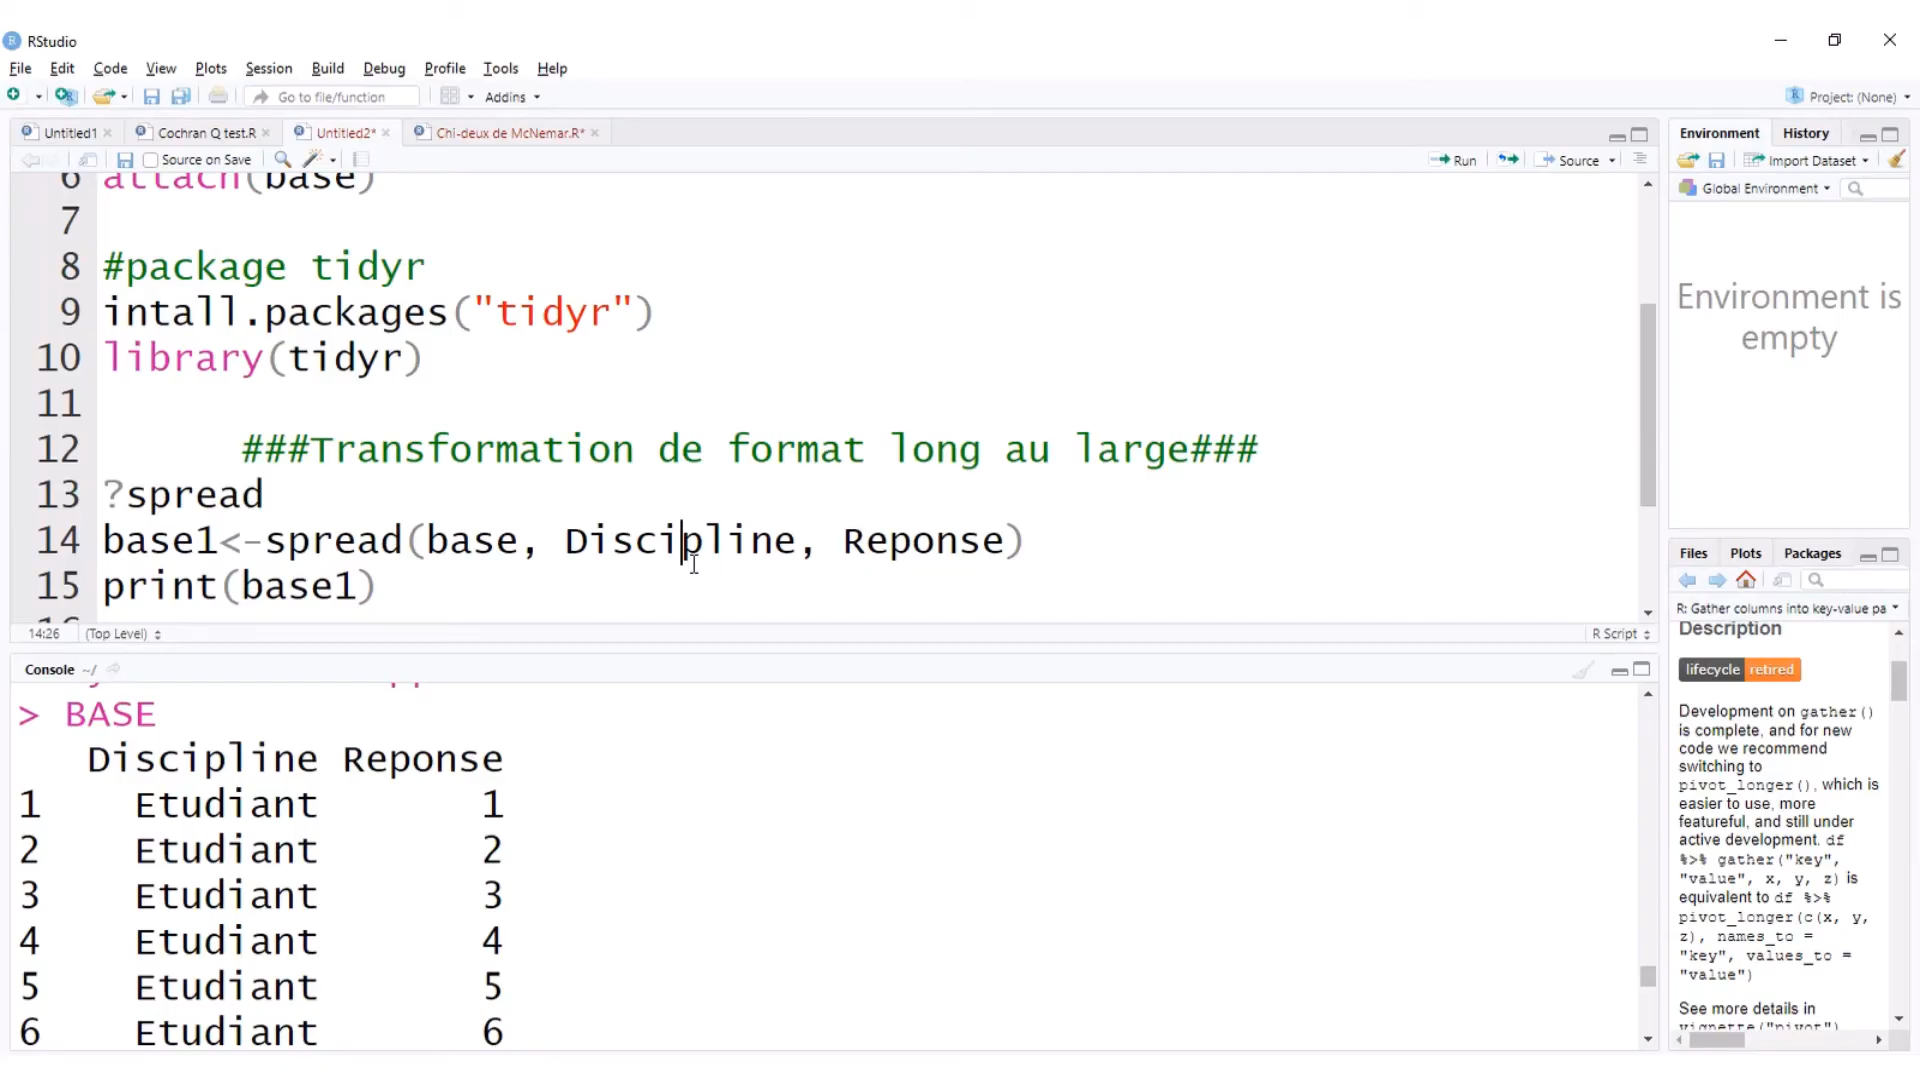 RStudio
File Edit Code View Plots Session Build Debug Profile Tools Help
Go to file/function Addins Project: (None)
Untitled1 Cochran Q test.R Untitled2* Chi-deux de McNemar.R*
Source on Save Run Source
6 attach(base)
7
8 #package tidyr
9 intall.packages("tidyr")
10 library(tidyr)
11
12 ###Transformation de format long au large###
13 ?spread
14 base1<-spread(base, Discipline, Reponse)
15 print(base1)
16
14:26 (Top Level) R Script
Console ~/
> BASE
Discipline Reponse
1 Etudiant 1
2 Etudiant 2
3 Etudiant 3
4 Etudiant 4
5 Etudiant 5
6 Etudiant 6
Environment History
Import Dataset
Global Environment
Environment is
empty
Files Plots Packages
R: Gather columns into key-value pa
Description
lifecycle retired
Development on gather()
is complete, and for new
code we recommend
switching to
pivot_longer(), which is
easier to use, more
featureful, and still under
active development. df
%>% gather("key",
"value", x, y, z) is
equivalent to df %>%
pivot_longer(c(x, y,
z), names_to =
"key", values_to =
"value")
See more details in
vignette("pivot")